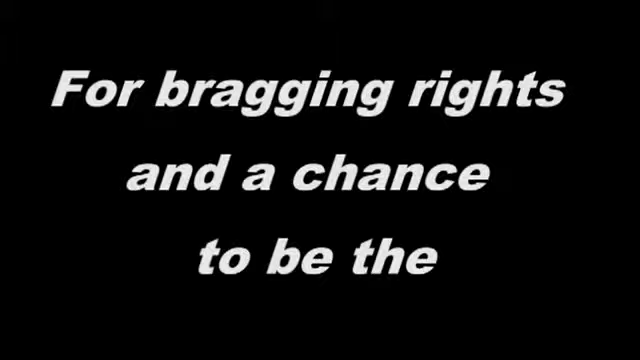 For bragging rights
and a chance
to be the